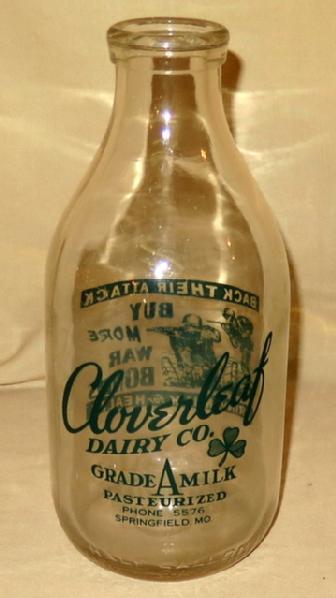 BACK THEIR ATTACK
BUY
MORE
WAR
Cloverleaf
DAIRY CO.
GRADE A MILK
PASTEURIZED
PHONE 5576
SPRINGFIELD, MO.